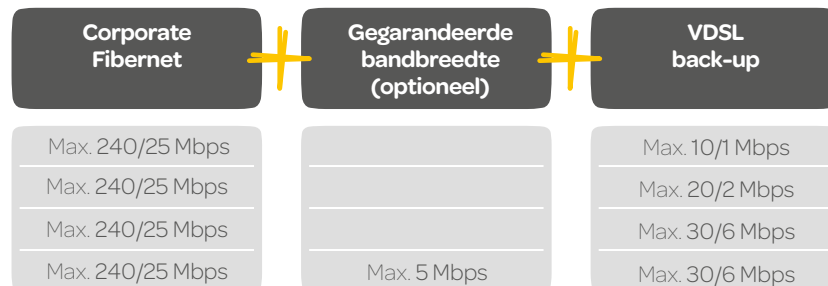 Corporate
Fibernet
Gegarandeerde
bandbreedte
(optioneel)
VDSL
back-up
Max. 240/25 Mbps
Max. 10/1 Mbps
Max. 240/25 Mbps
Max. 20/2 Mbps
Max. 240/25 Mbps
Max. 30/6 Mbps
Max. 240/25 Mbps
Max. 5 Mbps
Max. 30/6 Mbps